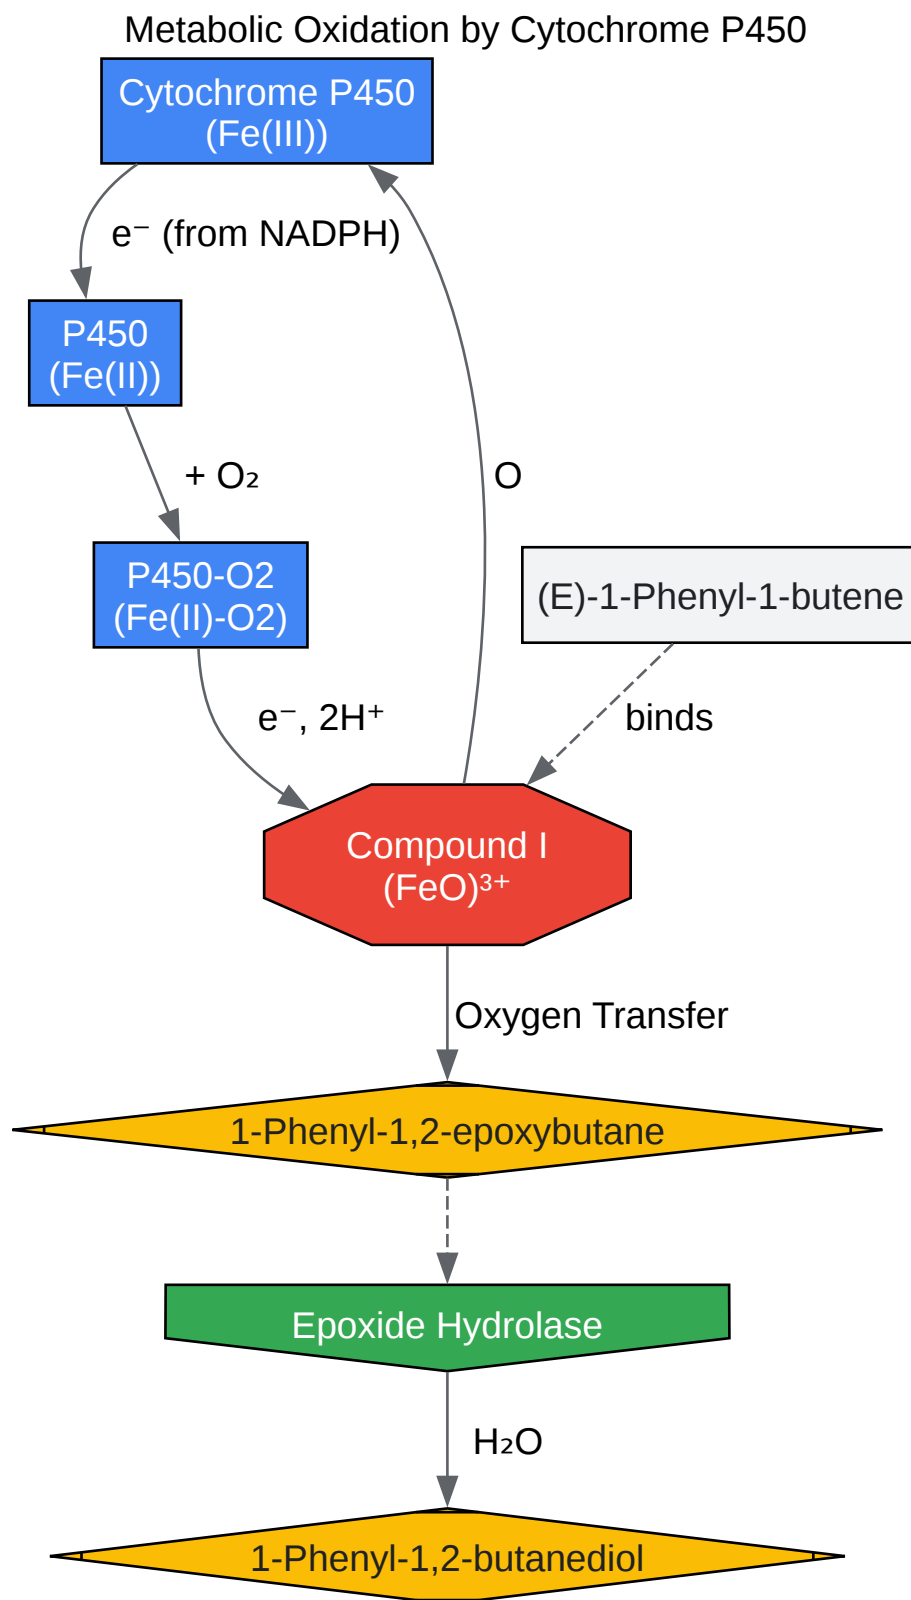 Metabolic Oxidation by Cytochrome P450
Cytochrome P450
(Fe(III))
e⁻ (from NADPH)
P450
(Fe(II))
+ O₂
O
P450-O2
(Fe(II)-O2)
(E)-1-Phenyl-1-butene
e⁻, 2H⁺
binds
Compound I
(FeO)³⁺
Oxygen Transfer
1-Phenyl-1,2-epoxybutane
Epoxide Hydrolase
H₂O
1-Phenyl-1,2-butanediol